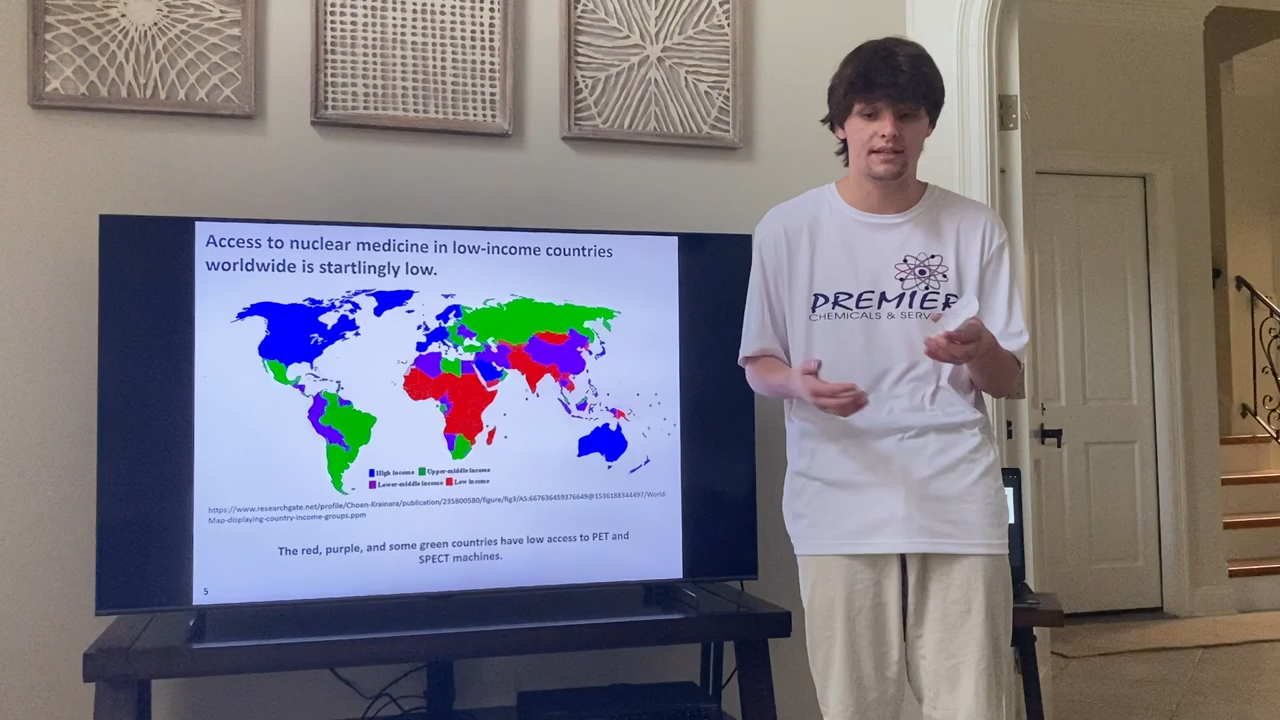 Access to nuclear medicine in low-income countries
worldwide is startlingly low.
High income Upper-middle income
Lower-middle income Low income
https://www.researchgate.net/profile/Choen-Krainara/publication/235800580/figure/fig3/AS:667636459376649@1536188344497/World-
Map-displaying-country-income-groups.ppm
The red, purple, and some green countries have low access to PET and
SPECT machines.
5
PREMIER
CHEMICALS &